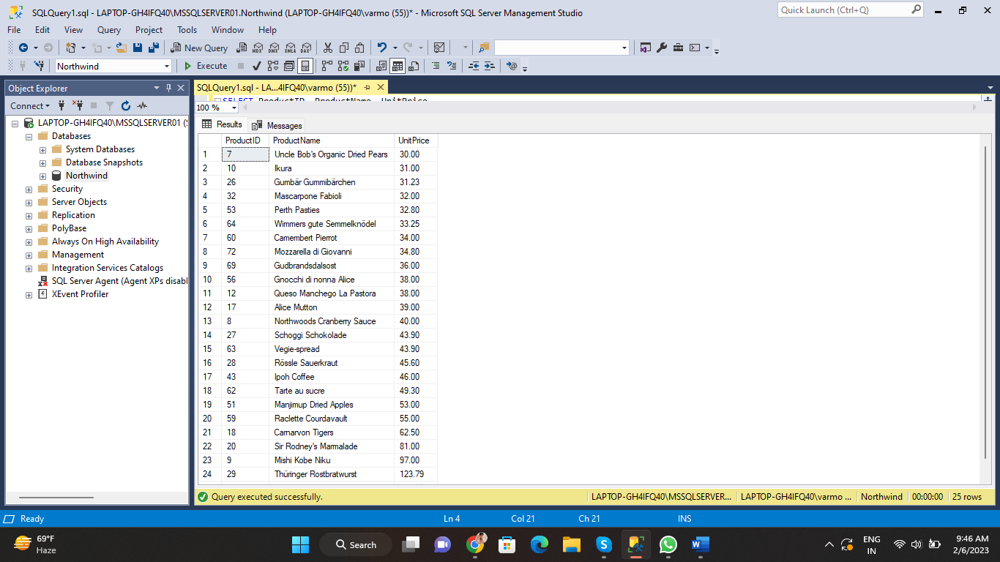 SQLQuery1.sql - LAPTOP-GH4IFQ40\MSSQLSERVER01.Northwind (LAPTOP-GH4IFQ40\varmo (55))* - Microsoft SQL Server Management Studio
Quick Launch (Ctrl+Q)
File Edit View Query Project Tools Window Help
New Query MDX DMX XMLA DAX
Northwind Execute
Object Explorer
SQLQuery1.sql - LA...4IFQ40\varmo (55))*
SELECT ProductID, ProductName, UnitPrice
Connect
100 %
LAPTOP-GH4IFQ40\MSSQLSERVER01 (S
Databases
System Databases
Database Snapshots
Northwind
Security
Server Objects
Replication
PolyBase
Always On High Availability
Management
Integration Services Catalogs
SQL Server Agent (Agent XPs disabl
XEvent Profiler
Results Messages
ProductID ProductName UnitPrice
1 7 Uncle Bob's Organic Dried Pears 30.00
2 10 Ikura 31.00
3 26 Gumbär Gummibärchen 31.23
4 32 Mascarpone Fabioli 32.00
5 53 Perth Pasties 32.80
6 64 Wimmers gute Semmelknödel 33.25
7 60 Camembert Pierrot 34.00
8 72 Mozzarella di Giovanni 34.80
9 69 Gudbrandsdalsost 36.00
10 56 Gnocchi di nonna Alice 38.00
11 12 Queso Manchego La Pastora 38.00
12 17 Alice Mutton 39.00
13 8 Northwoods Cranberry Sauce 40.00
14 27 Schoggi Schokolade 43.90
15 63 Vegie-spread 43.90
16 28 Rössle Sauerkraut 45.60
17 43 Ipoh Coffee 46.00
18 62 Tarte au sucre 49.30
19 51 Manjimup Dried Apples 53.00
20 59 Raclette Courdavault 55.00
21 18 Carnarvon Tigers 62.50
22 20 Sir Rodney's Marmalade 81.00
23 9 Mishi Kobe Niku 97.00
24 29 Thüringer Rostbratwurst 123.79
Query executed successfully. LAPTOP-GH4IFQ40\MSSQLSERVER... LAPTOP-GH4IFQ40\varmo ... Northwind 00:00:00 25 rows
Ready Ln 4 Col 21 Ch 21 INS
69°F
Haze
Search
ENG
IN
9:46 AM
2/6/2023